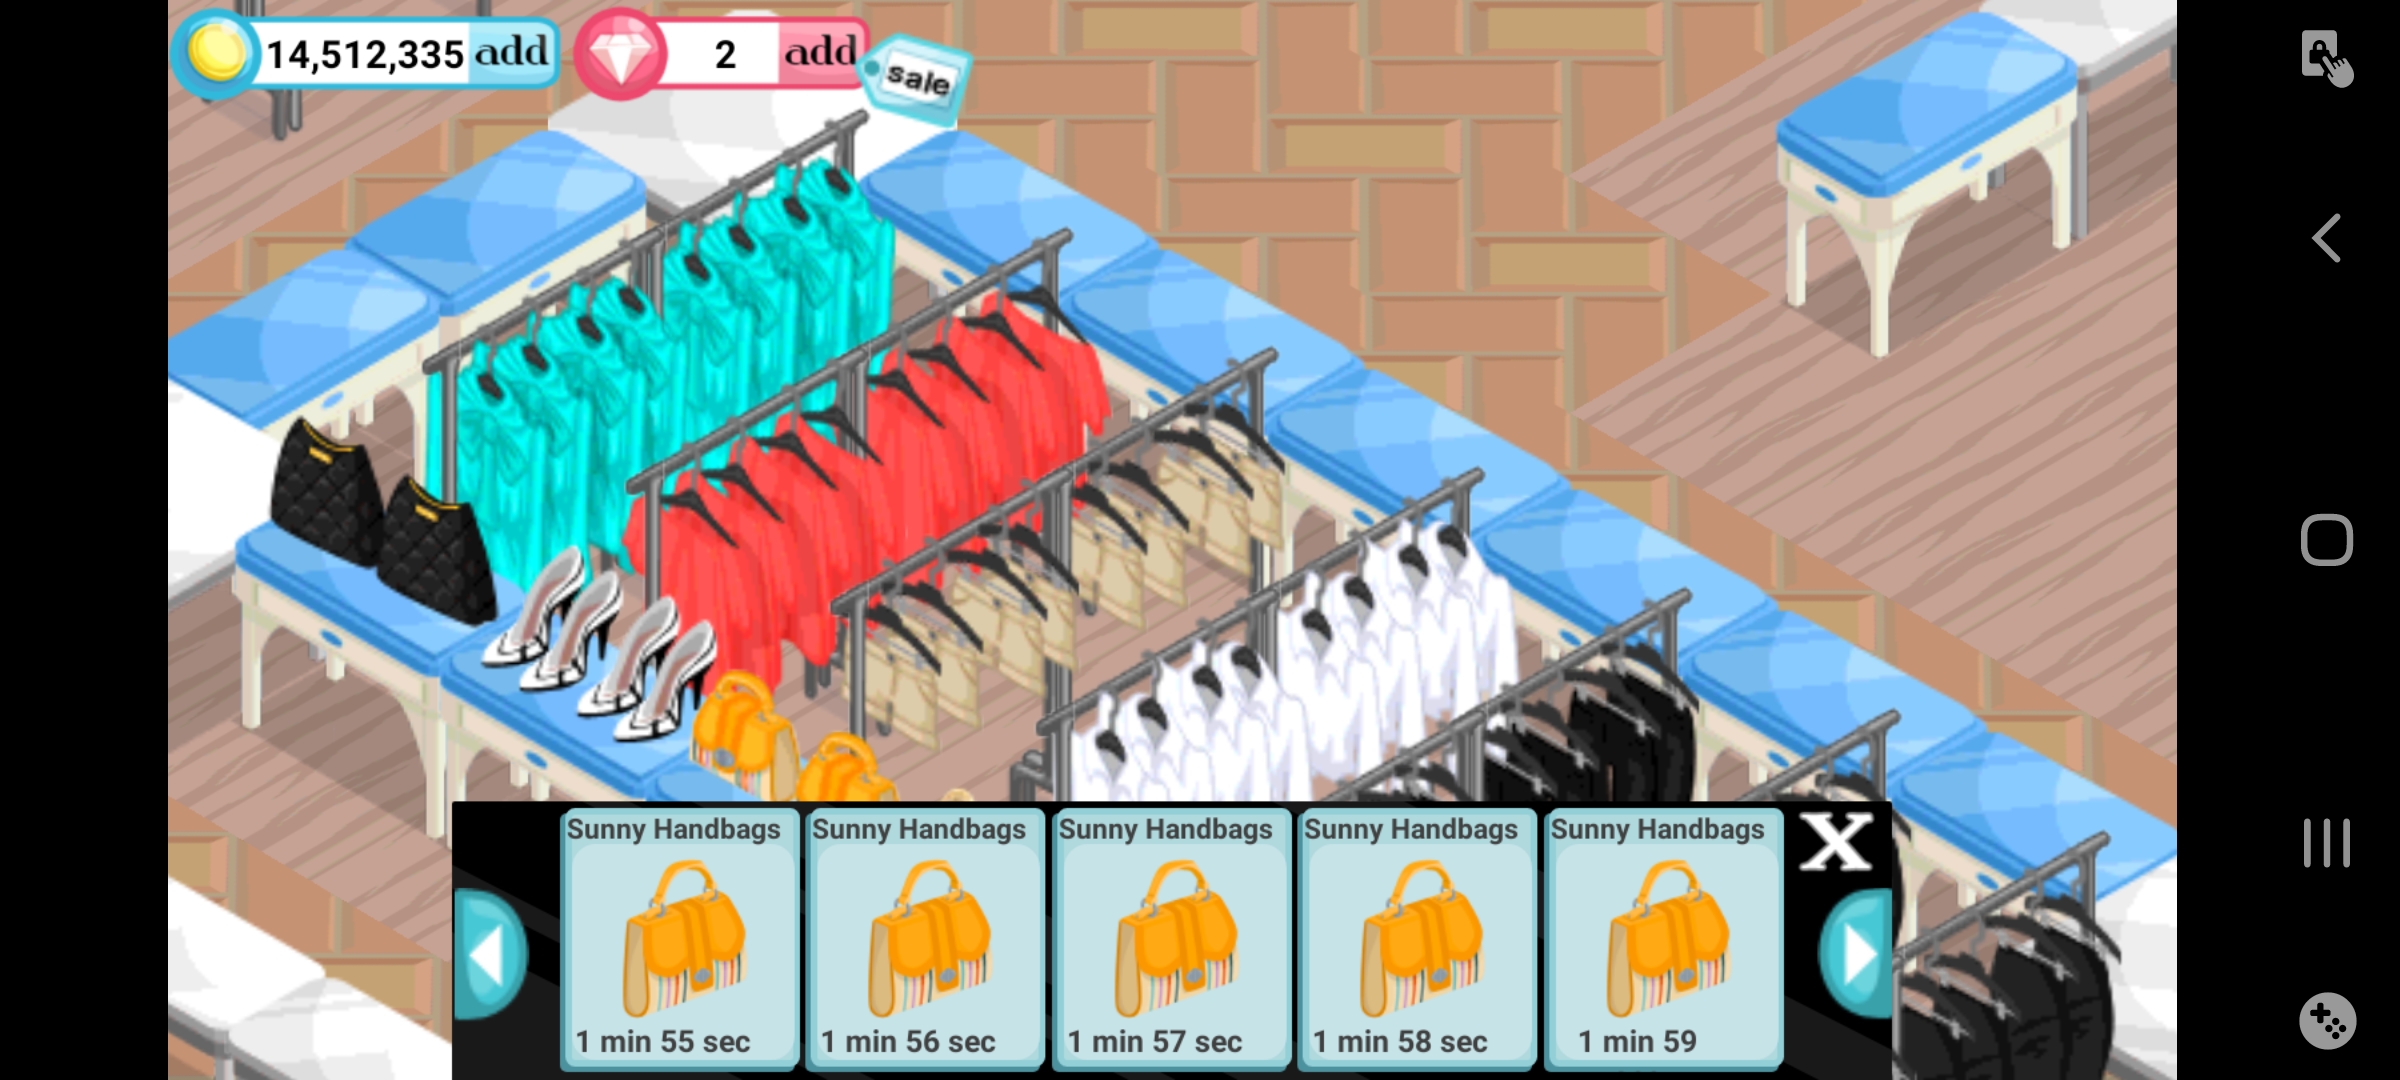 14,512,335 add
2 add
sale
Sunny Handbags
1 min 55 sec
Sunny Handbags
1 min 56 sec
Sunny Handbags
1 min 57 sec
Sunny Handbags
1 min 58 sec
Sunny Handbags
1 min 59
X